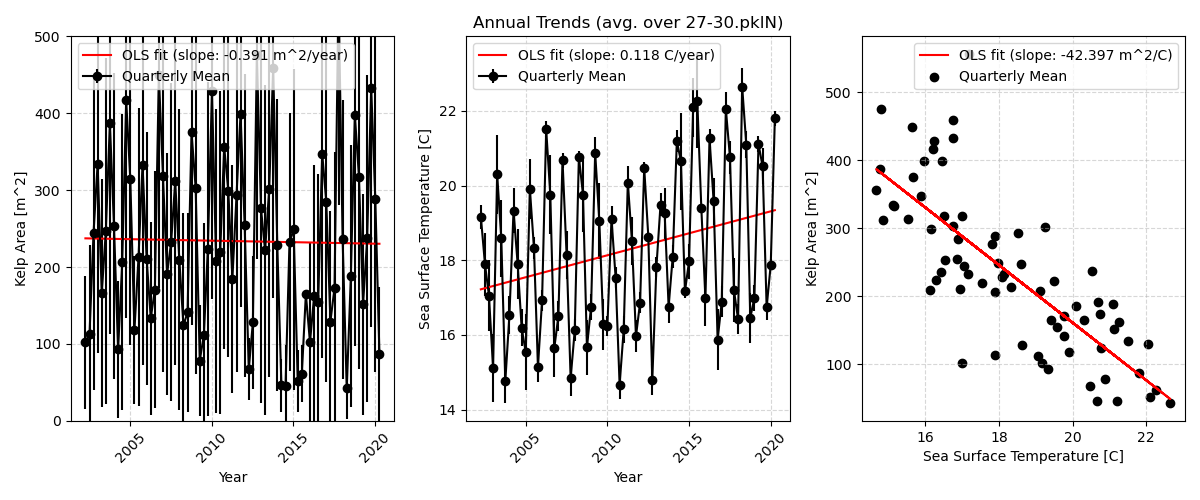 Annual Trends (avg. over 27-30.pklN)
OLS fit (slope: -0.391 m^2/year)
Quarterly Mean
Kelp Area [m^2]
500
400
300
200
100
0
2005
2010
2015
2020
Year
OLS fit (slope: 0.118 C/year)
Quarterly Mean
Sea Surface Temperature [C]
22
20
18
16
14
2005
2010
2015
2020
Year
OLS fit (slope: -42.397 m^2/C)
Quarterly Mean
Kelp Area [m^2]
500
400
300
200
100
16
18
20
22
Sea Surface Temperature [C]